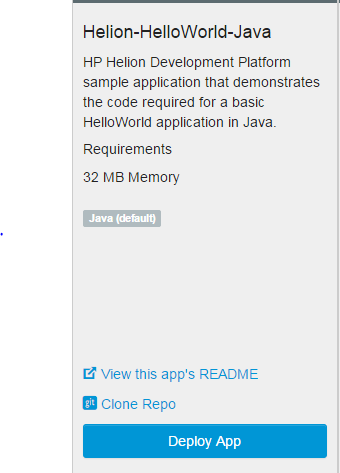 Helion-HelloWorld-Java
HP Helion Development Platform
sample application that demonstrates
the code required for a basic
HelloWorld application in Java.
Requirements
32 MB Memory
Java (default)
.
View this app's README
git Clone Repo
Deploy App